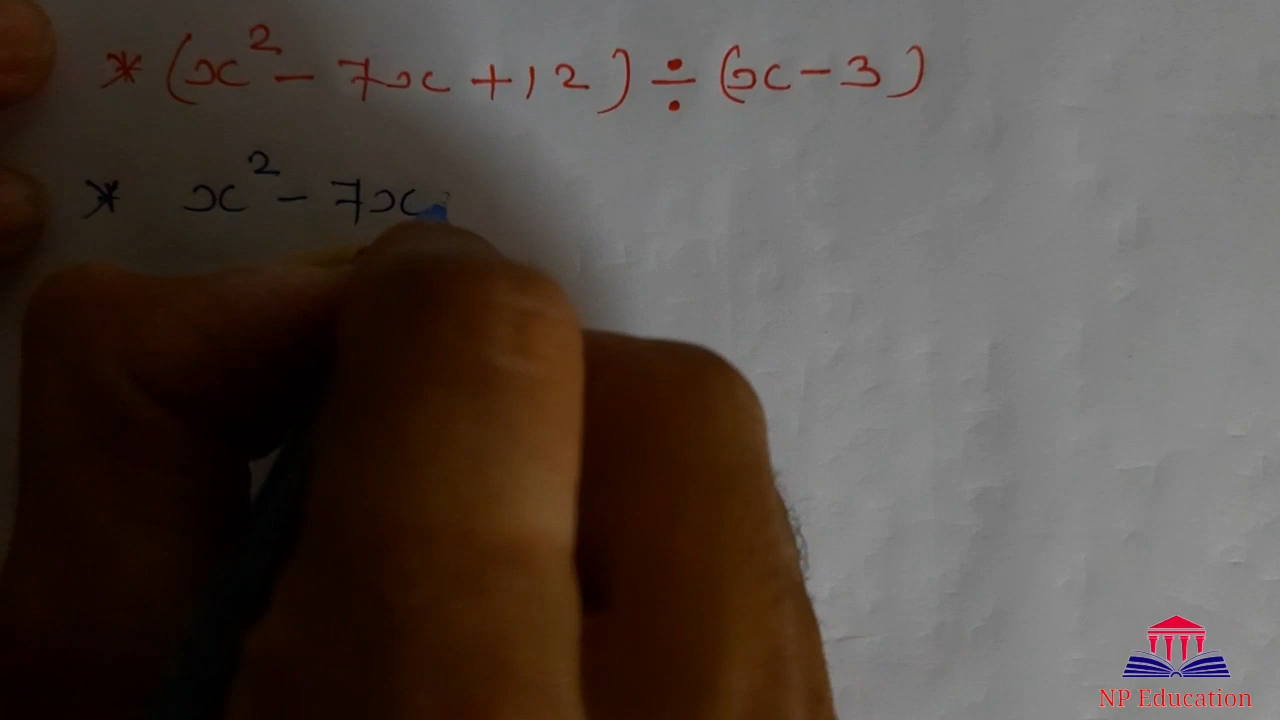 * (x² - 7x + 12) ÷ (x - 3)
* x² - 7x
NP Education